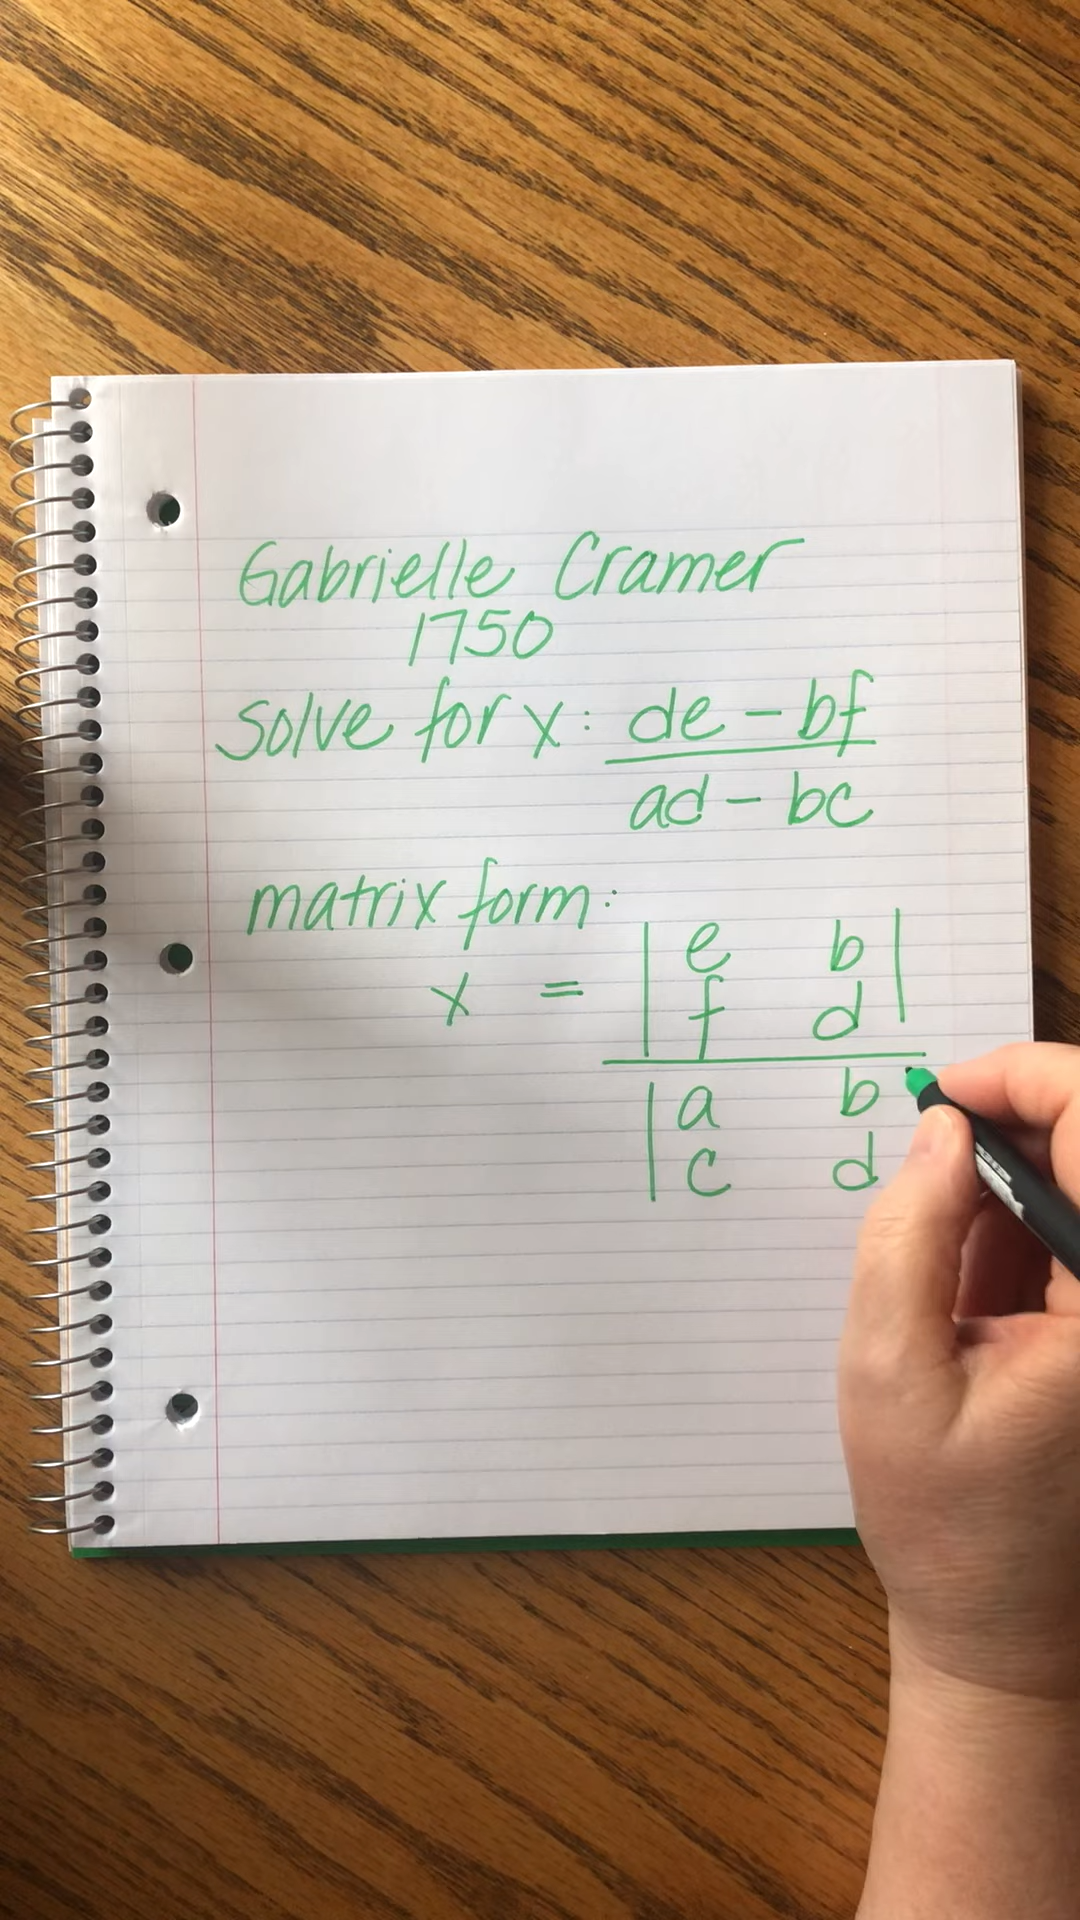 Gabrielle Cramer
1750
solve for x: de - bf
ad - bc
matrix form:
x = | e b |
f d
| a b
c d